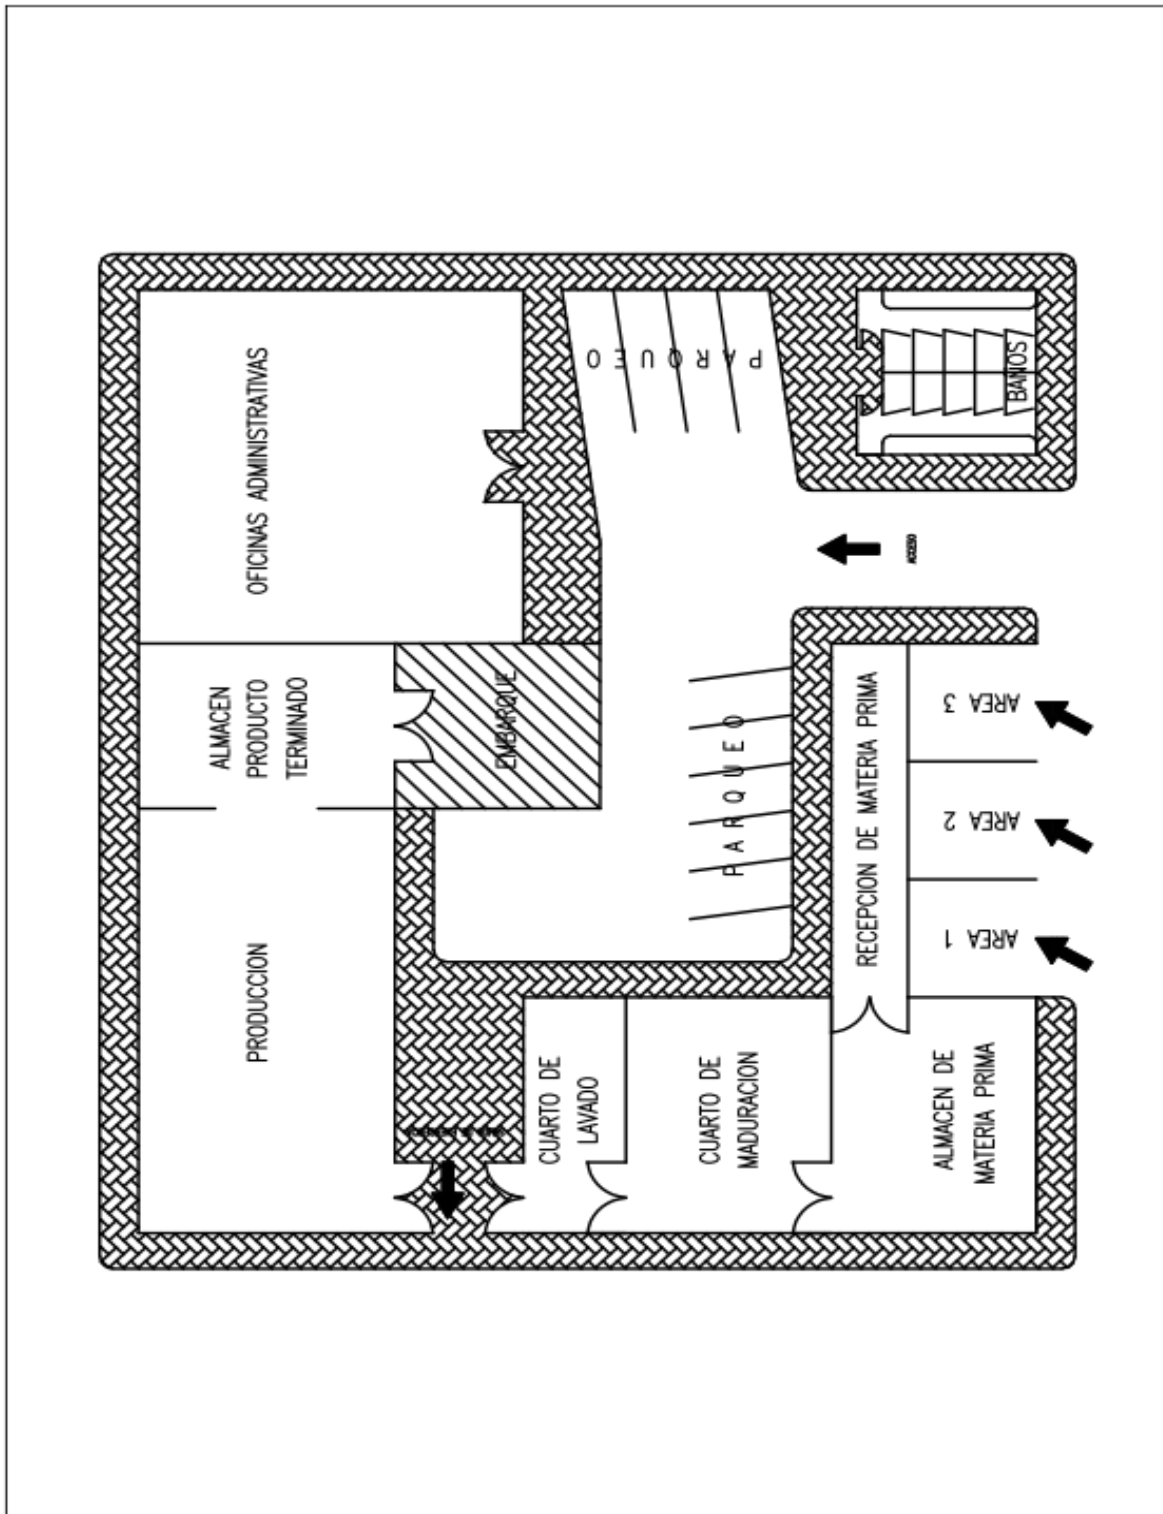 OFICINAS ADMINISTRATIVAS
PARQUEO
BAÑOS
ACCESO
ALMACEN
PRODUCTO
TERMINADO
EMBARQUE
PARQUEO
RECEPCION DE MATERIA PRIMA
AREA 3
AREA 2
AREA 1
PRODUCCION
CUARTO DE
LAVADO
CUARTO DE
MADURACION
ALMACEN DE
MATERIA PRIMA